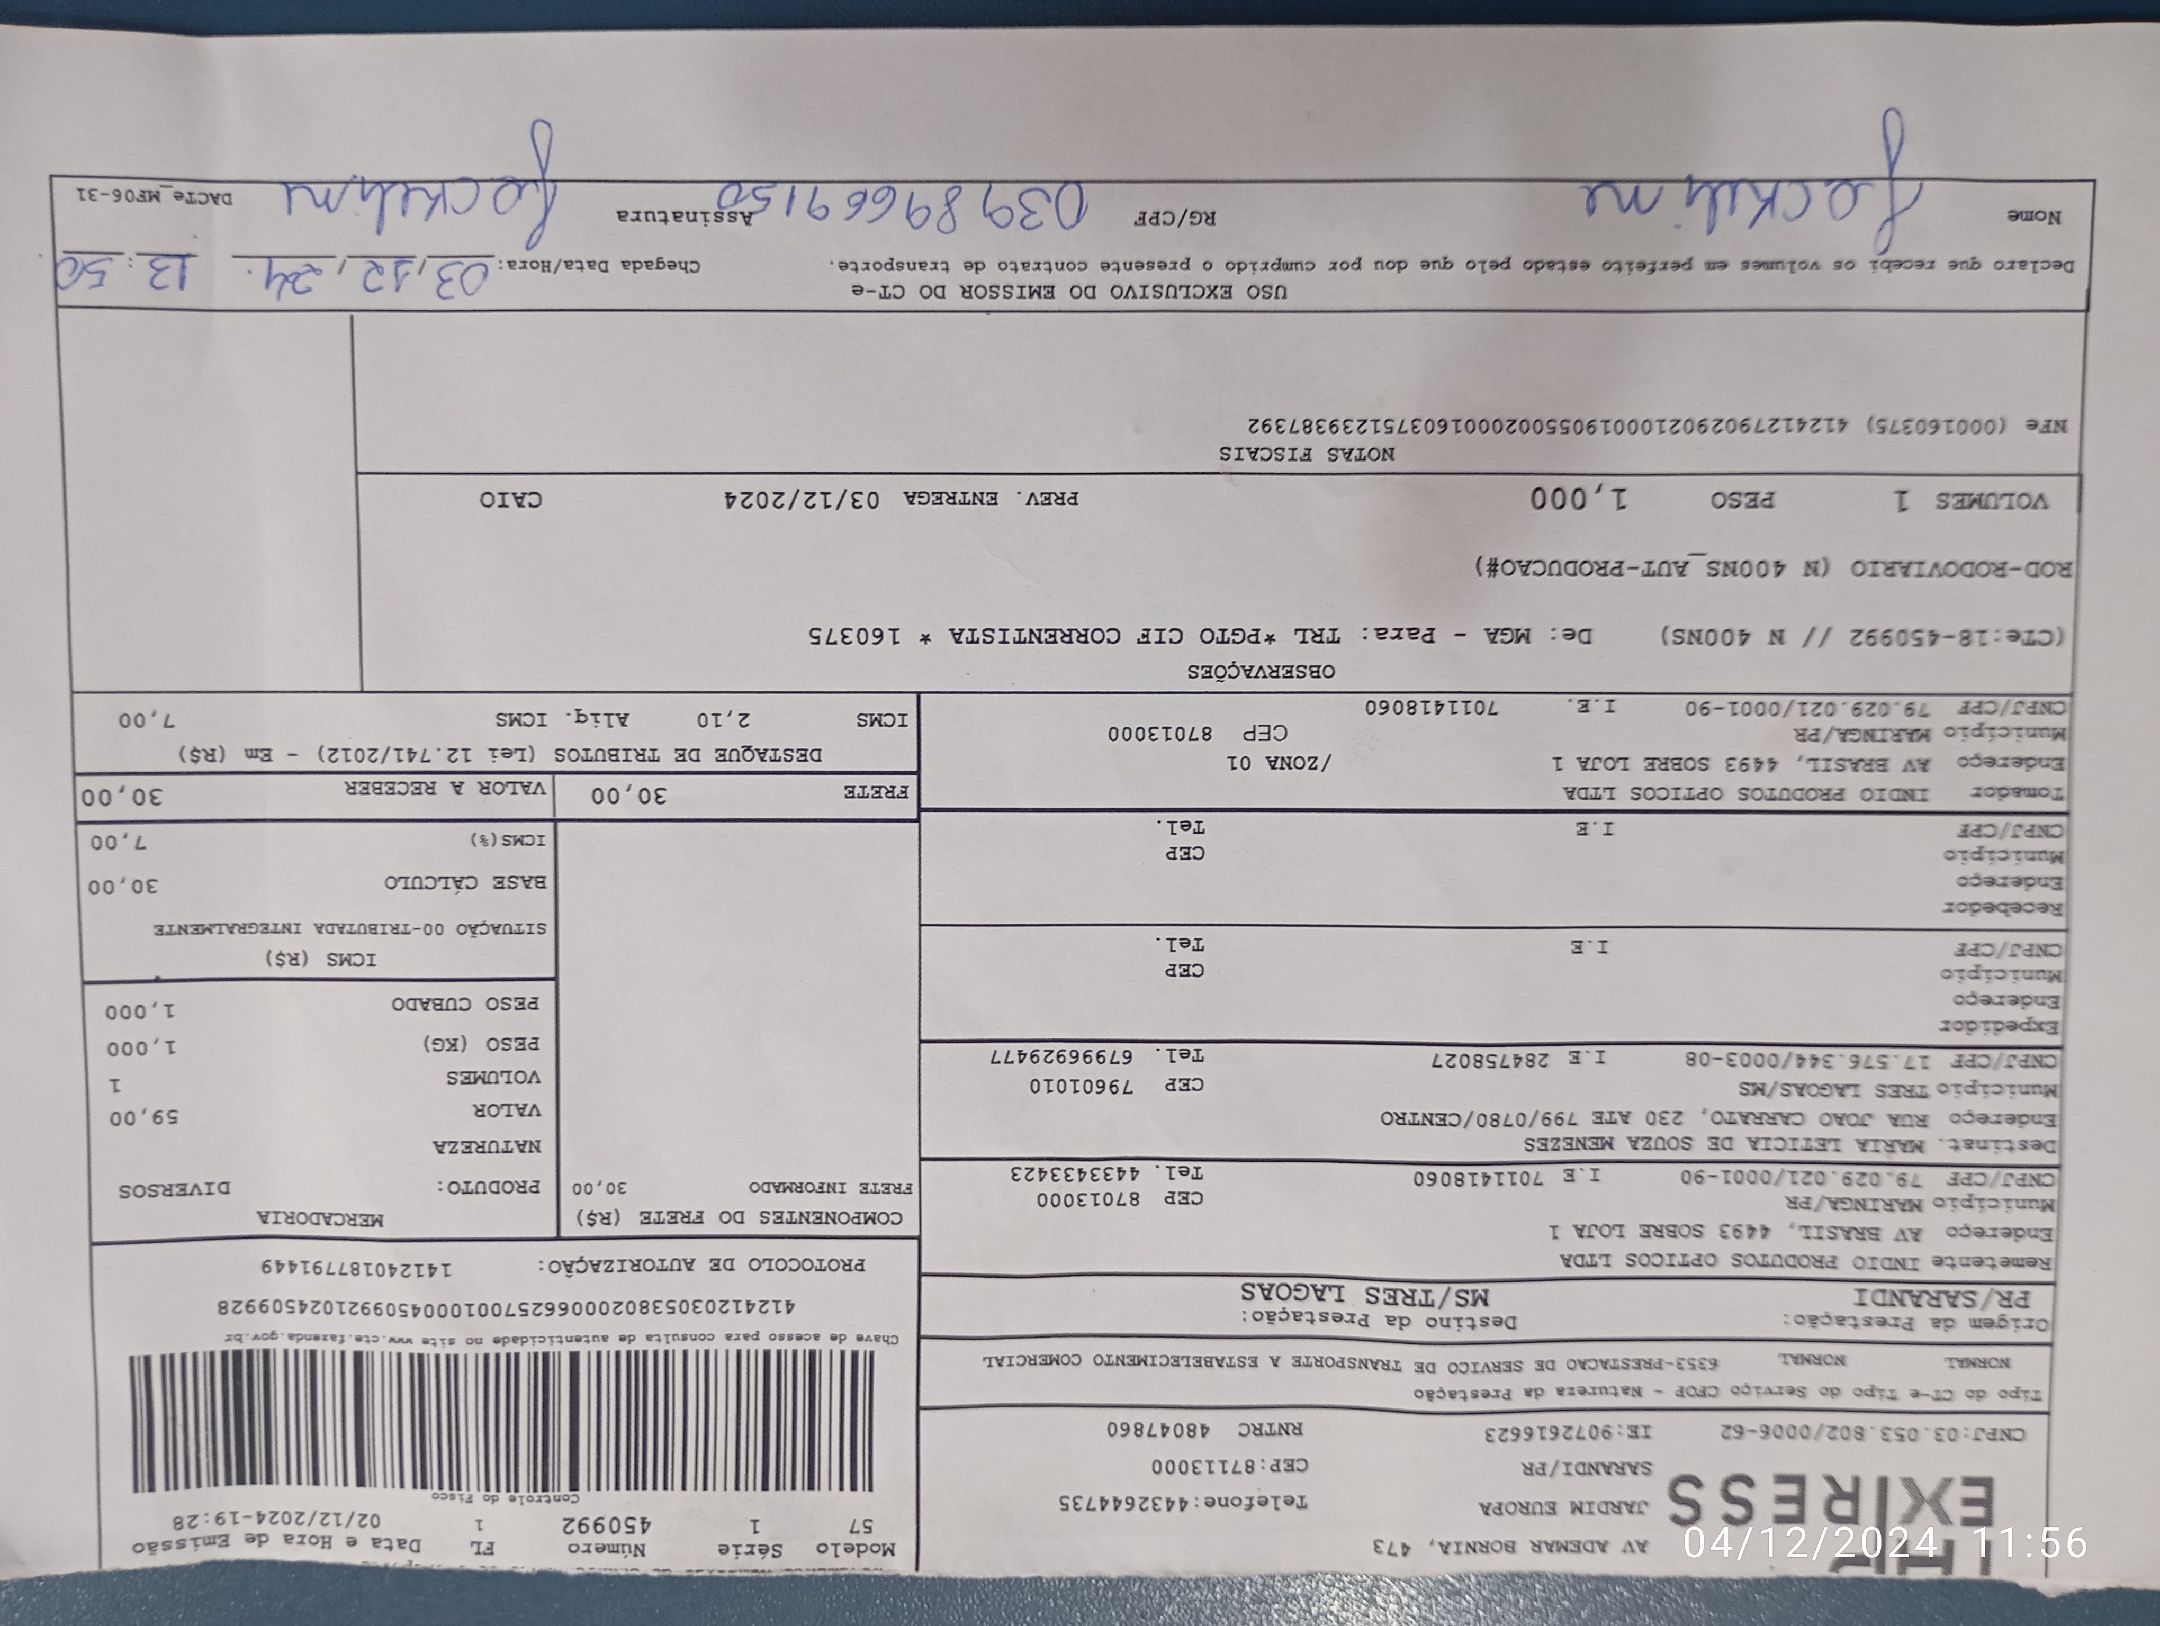 EXIRESS
AV ADEMAR BORNIA, 473
JARDIM EUROPA Telefone:4432644735
SARANDI/PR CEP:87113000
CNPJ:03.053.802/0006-62 IE:9072616623 RNTRC 48047860
Modelo Série Número FL Data e Hora de Emissão
57 1 450992 1 02/12/2024-19:28
Controle do Fisco
Chave de acesso para consulta de autenticidade no site www.cte.fazenda.gov.br
41241203053802000662570010004509921024509928
PROTOCOLO DE AUTORIZAÇÃO: 141240187791449
Tipo do CT-e Tipo do Serviço CFOP - Natureza da Prestação
NORMAL NORMAL 6353-PRESTACAO DE SERVICO DE TRANSPORTE A ESTABELECIMENTO COMERCIAL
Origem da Prestação: Destino da Prestação:
PR/SARANDI MS/TRES LAGOAS
Remetente INDIO PRODUTOS OPTICOS LTDA
Endereço AV BRASIL, 4493 SOBRE LOJA 1
Município MARINGA/PR CEP 87013000
CNPJ/CPF 79.029.021/0001-90 I.E 7011418060 Tel. 4433433423
Destinat. MARIA LETICIA DE SOUZA MENEZES
Endereço RUA JOAO CARRATO, 230 ATE 799/0780/CENTRO
Município TRES LAGOAS/MS CEP 79601010
CNPJ/CPF 17.576.344/0003-08 I.E 284758027 Tel. 67996929477
Expedidor
Endereço
Município CEP
CNPJ/CPF I.E Tel.
Recebedor
Endereço
Município CEP
CNPJ/CPF I.E Tel.
Tomador INDIO PRODUTOS OPTICOS LTDA
Endereço AV BRASIL, 4493 SOBRE LOJA 1 /ZONA 01
Município MARINGA/PR CEP 87013000
CNPJ/CPF 79.029.021/0001-90 I.E. 7011418060
COMPONENTES DO FRETE (R$)
FRETE INFORMADO 30,00
MERCADORIA
PRODUTO: DIVERSOS
NATUREZA
VALOR 59,00
VOLUMES 1
PESO (KG) 1,000
PESO CUBADO 1,000
ICMS (R$)
SITUAÇÃO 00-TRIBUTADA INTEGRALMENTE
BASE CÁLCULO 30,00
ICMS(%) 7,00
FRETE 30,00 VALOR A RECEBER 30,00
DESTAQUE DE TRIBUTOS (Lei 12.741/2012) - Em (R$)
ICMS 2,10 Aliq. ICMS 7,00
OBSERVAÇÕES
(CTe:18-450992 // N 400NS) De: MGA - Para: TRL *PGTO CIF CORRENTISTA * 160375
ROD-RODOVIARIO (N 400NS_AUT-PRODUCAO#)
VOLUMES 1 PESO 1,000 PREV. ENTREGA 03/12/2024 CAIO
NOTAS FISCAIS
NFe (000160375) 41241279029021000190550020001603751239387392
USO EXCLUSIVO DO EMISSOR DO CT-e
Declaro que recebi os volumes em perfeito estado pelo que dou por cumprido o presente contrato de transporte. Chegada Data/Hora: 03/12/24. 13:50
Nome Jackeline RG/CPF 03989669150 Assinatura Jackeline DACTe_MF06-31
04/12/2024 11:56